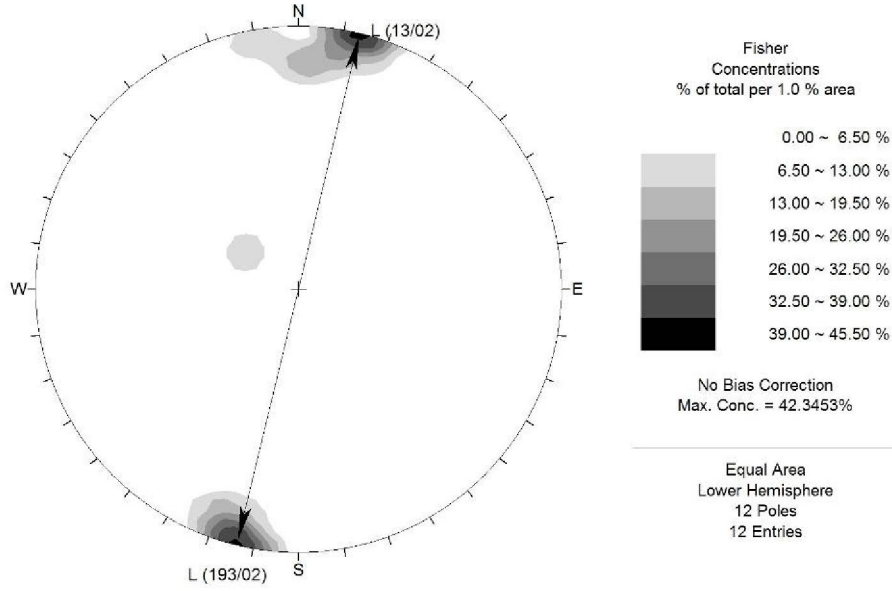 N
L (13/02)
W
E
L (193/02)
S
Fisher
Concentrations
% of total per 1.0 % area
0.00 ~ 6.50 %
6.50 ~ 13.00 %
13.00 ~ 19.50 %
19.50 ~ 26.00 %
26.00 ~ 32.50 %
32.50 ~ 39.00 %
39.00 ~ 45.50 %
No Bias Correction
Max. Conc. = 42.3453%
Equal Area
Lower Hemisphere
12 Poles
12 Entries